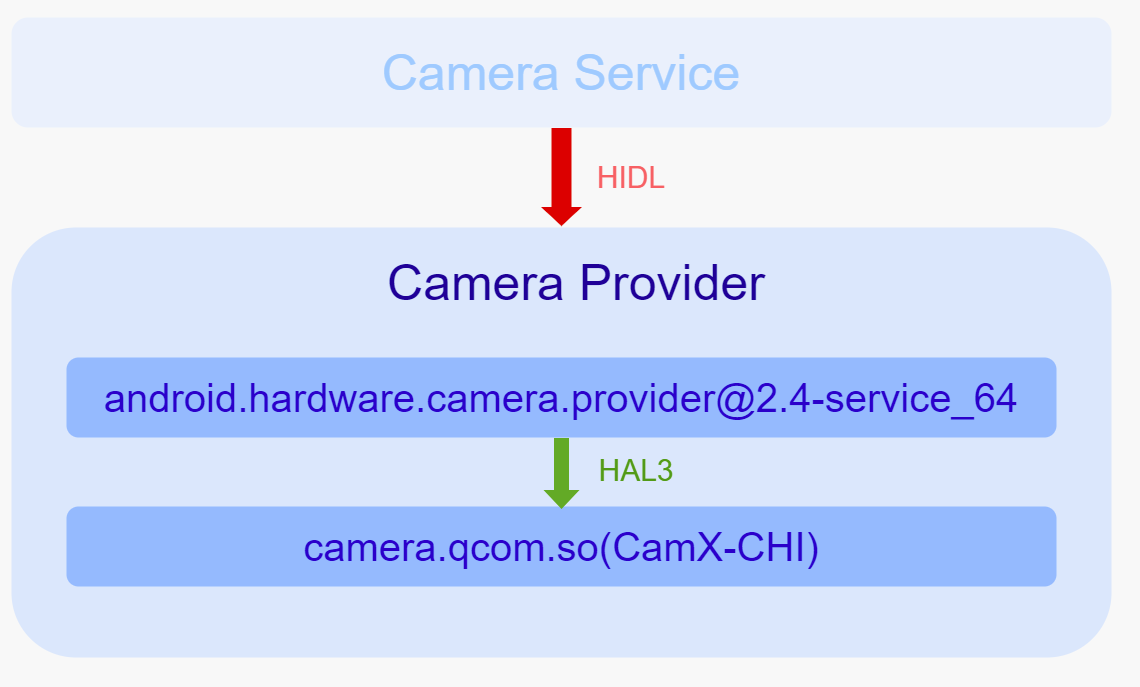 Camera Service
HIDL
Camera Provider
android.hardware.camera.provider@2.4-service_64
HAL3
camera.qcom.so(CamX-CHI)